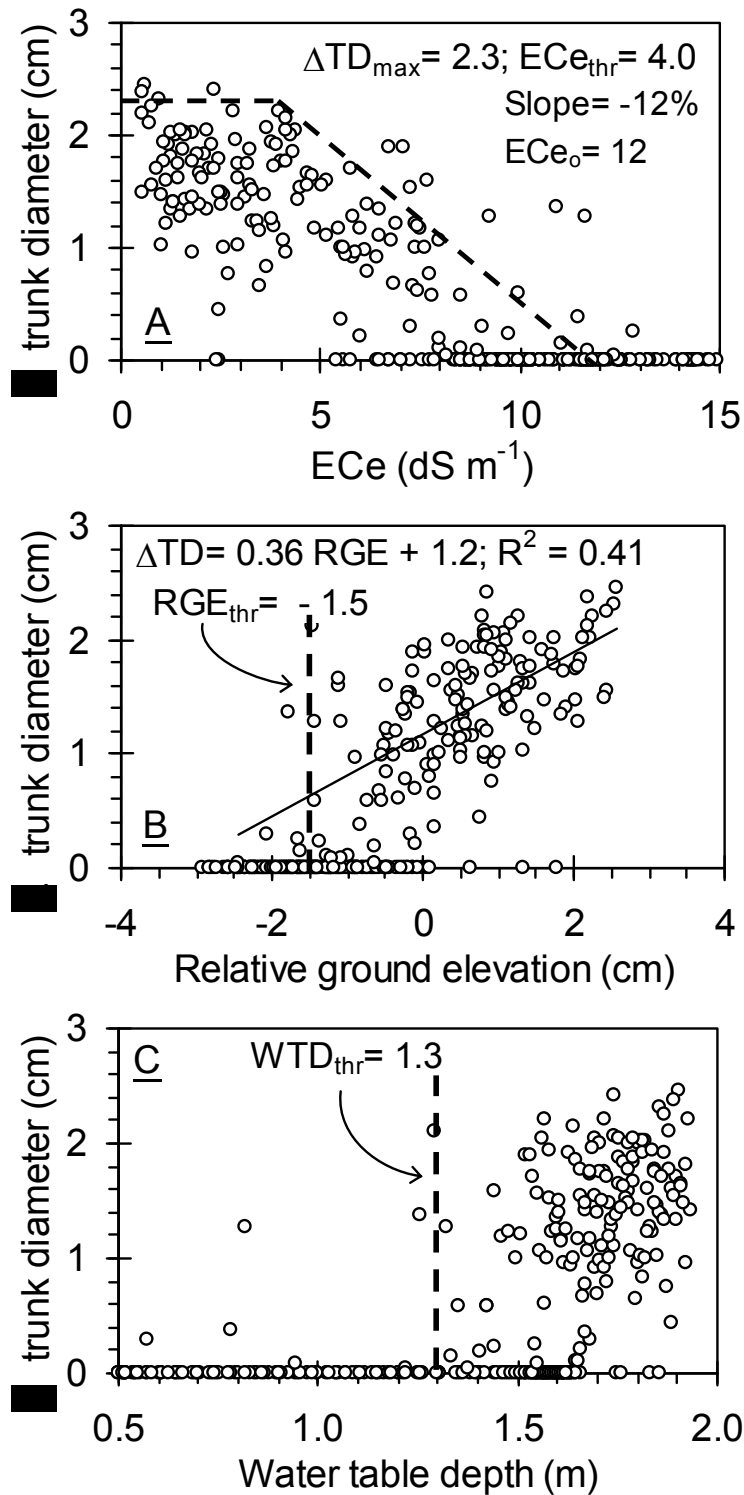 3
2
1
0
trunk diameter (cm)
ΔTDmax= 2.3; ECethr= 4.0
Slope= -12%
ECeo= 12
A
0 5 10 15
ECe (dS m-1)
3
2
1
0
trunk diameter (cm)
ΔTD= 0.36 RGE + 1.2; R2 = 0.41
RGEthr= - 1.5
B
-4 -2 0 2 4
Relative ground elevation (cm)
3
2
1
0
trunk diameter (cm)
C
WTDthr= 1.3
0.5 1.0 1.5 2.0
Water table depth (m)